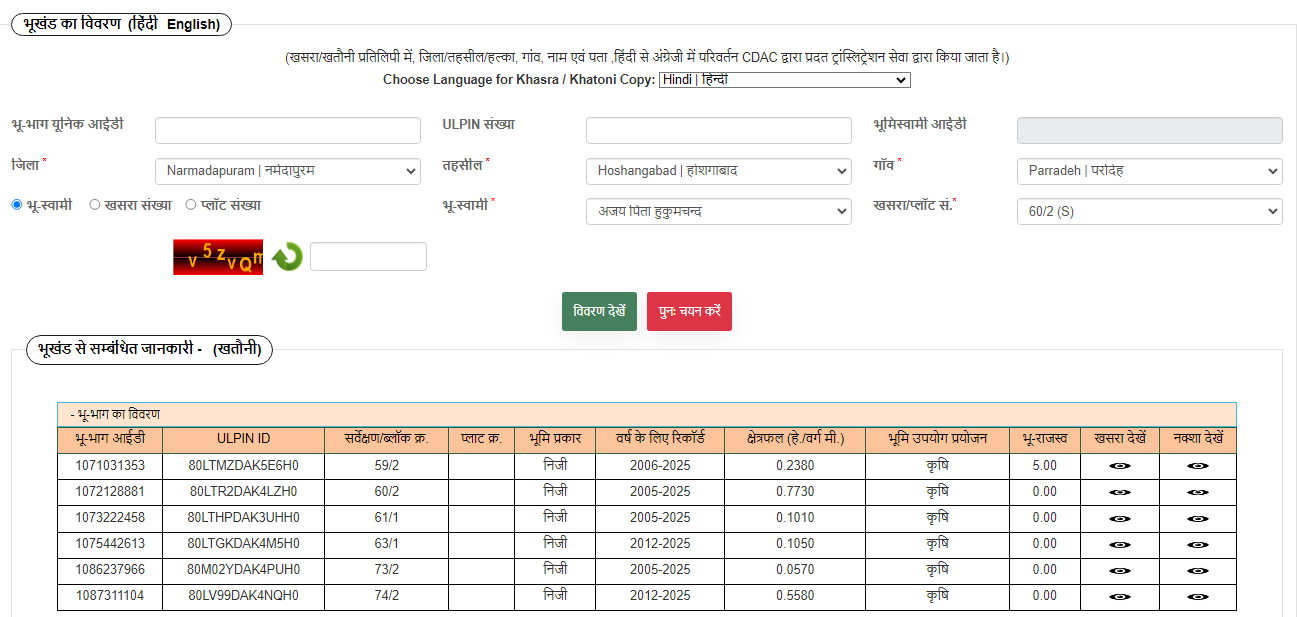 भूखंड का विवरण (हिंदी English)
(खसरा/खतौनी प्रतिलिपी में, जिला/तहसील/हल्का, गांव, नाम एवं पता ,हिंदी से अंग्रेजी में परिवर्तन CDAC द्वारा प्रदत ट्रांस्लिट्रेशन सेवा द्वारा किया जाता है।)
Choose Language for Khasra / Khatoni Copy: Hindi | हिन्दी
भू-भाग यूनिक आईडी ULPIN संख्या भूमिस्वामी आईडी
जिला * Narmadapuram | नर्मदापुरम तहसील * Hoshangabad | होशंगाबाद गाँव * Parradeh | पर्रादेह
भू-स्वामी खसरा संख्या प्लॉट संख्या भू-स्वामी * अजय पिता हुकुमचन्द खसरा/प्लॉट सं.* 60/2 (S)
v 5 z v Q m
विवरण देखें पुनः चयन करें
भूखंड से सम्बंधित जानकारी - (खतौनी)
- भू-भाग का विवरण
भू-भाग आईडी ULPIN ID सर्वेक्षण/ब्लॉक क्र. प्लाट क्र. भूमि प्रकार वर्ष के लिए रिकॉर्ड क्षेत्रफल (हे./वर्ग मी.) भूमि उपयोग प्रयोजन भू-राजस्व खसरा देखें नक्शा देखें
1071031353 80LTMZDAK5E6H0 59/2 निजी 2006-2025 0.2380 कृषि 5.00
1072128881 80LTR2DAK4LZH0 60/2 निजी 2005-2025 0.7730 कृषि 0.00
1073222458 80LTHPDAK3UHH0 61/1 निजी 2005-2025 0.1010 कृषि 0.00
1075442613 80LTGKDAK4M5H0 63/1 निजी 2012-2025 0.1050 कृषि 0.00
1086237966 80M02YDAK4PUH0 73/2 निजी 2005-2025 0.0570 कृषि 0.00
1087311104 80LV99DAK4NQH0 74/2 निजी 2012-2025 0.5580 कृषि 0.00